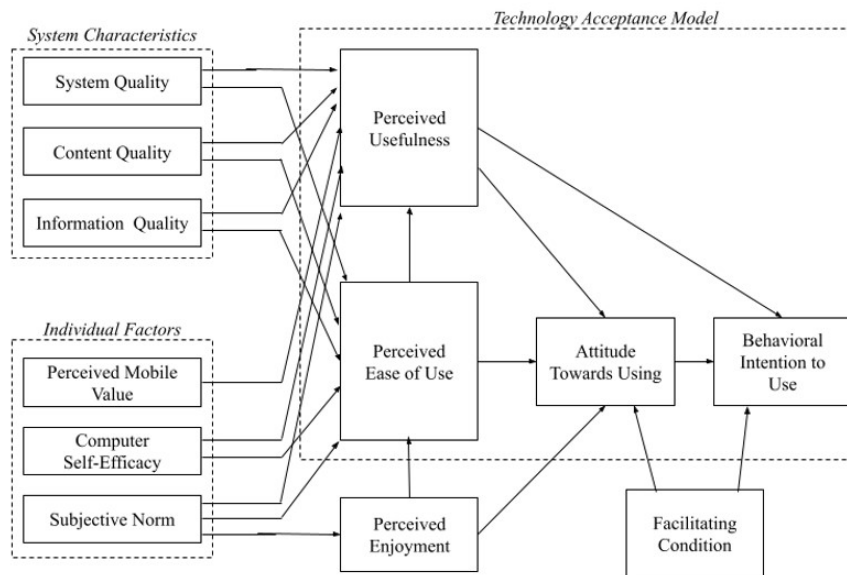 System Characteristics
Technology Acceptance Model
System Quality
Content Quality
Information Quality
Perceived
Usefulness
Individual Factors
Perceived Mobile
Value
Computer
Self-Efficacy
Subjective Norm
Perceived
Ease of Use
Attitude
Towards Using
Behavioral
Intention to
Use
Perceived
Enjoyment
Facilitating
Condition